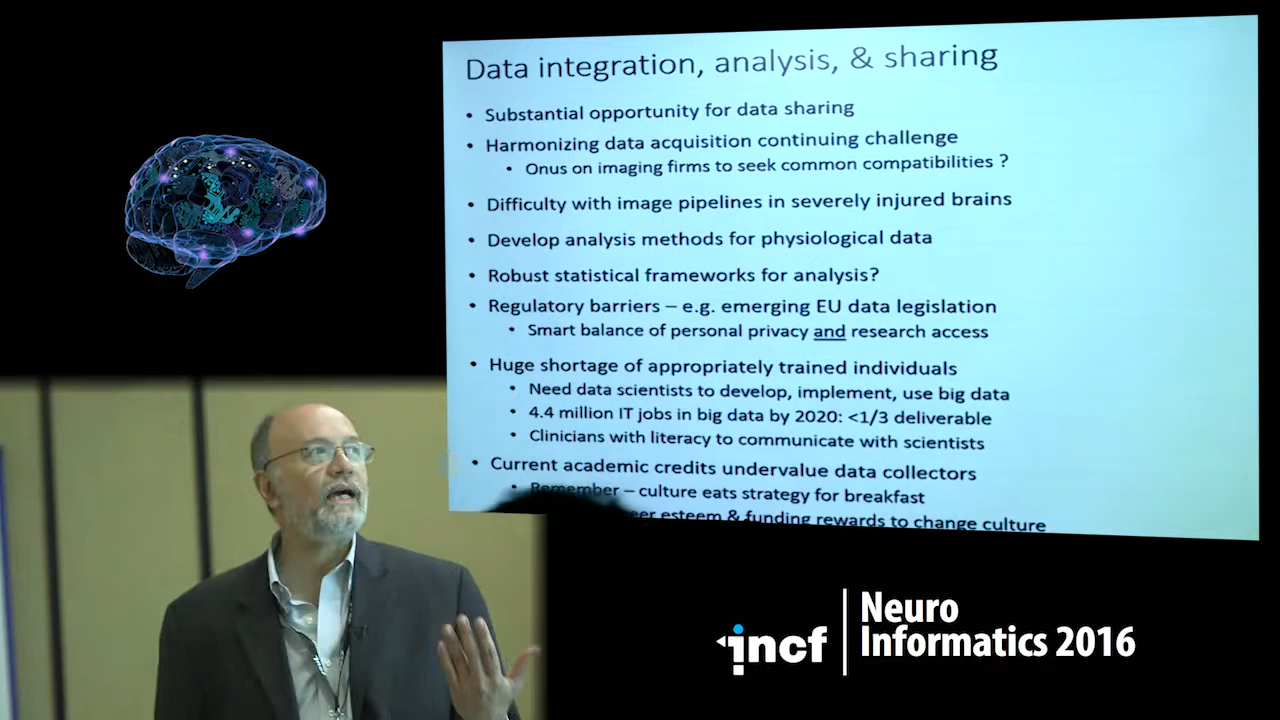 Data integration, analysis, & sharing
• Substantial opportunity for data sharing
• Harmonizing data acquisition continuing challenge
• Onus on imaging firms to seek common compatibilities ?
• Difficulty with image pipelines in severely injured brains
• Develop analysis methods for physiological data
• Robust statistical frameworks for analysis?
• Regulatory barriers – e.g. emerging EU data legislation
• Smart balance of personal privacy and research access
• Huge shortage of appropriately trained individuals
• Need data scientists to develop, implement, use big data
• 4.4 million IT jobs in big data by 2020: <1/3 deliverable
• Clinicians with literacy to communicate with scientists
• Current academic credits undervalue data collectors
• Remember – culture eats strategy for breakfast
esteem & funding rewards to change culture
incf
Neuro
Informatics 2016